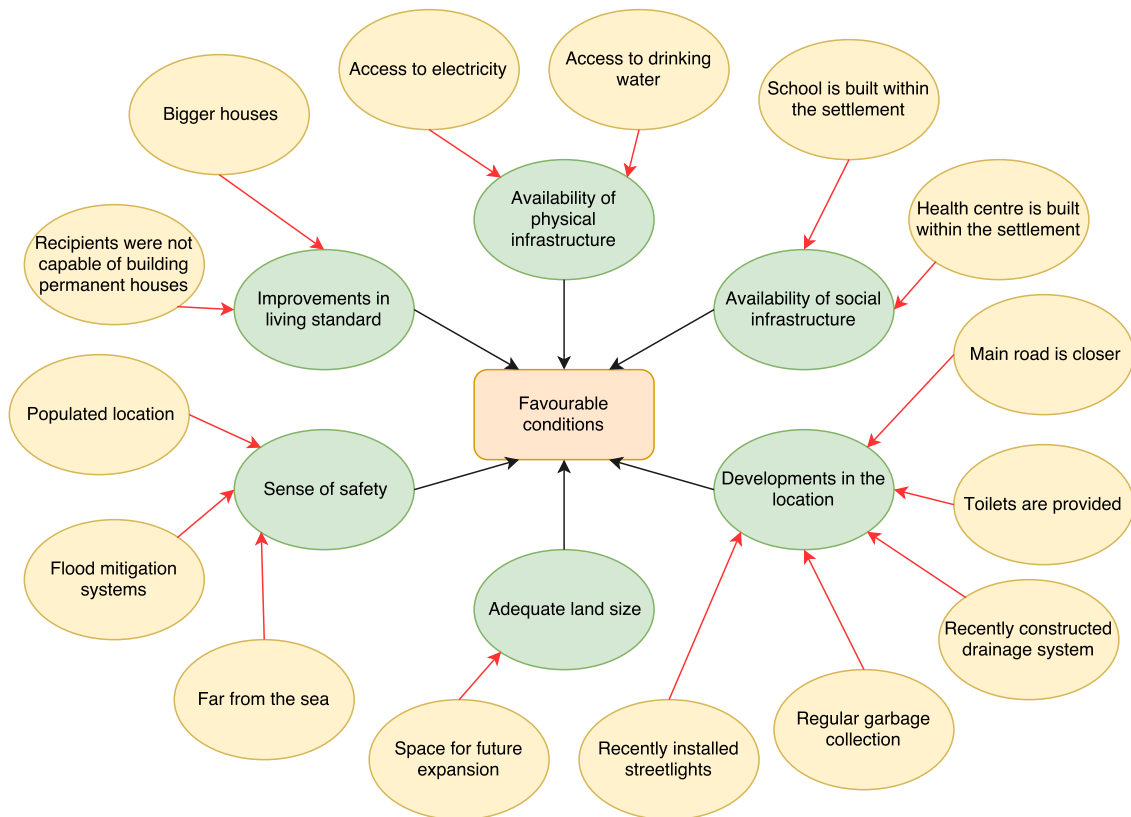 Access to electricity
Access to drinking
water
School is built within
the settlement
Bigger houses
Availability of
physical
infrastructure
Health centre is built
within the settlement
Recipients were not
capable of building
permanent houses
Improvements in
living standard
Availability of social
infrastructure
Main road is closer
Favourable
conditions
Populated location
Sense of safety
Developments in the
location
Toilets are provided
Flood mitigation
systems
Adequate land size
Recently constructed
drainage system
Far from the sea
Space for future
expansion
Recently installed
streetlights
Regular garbage
collection